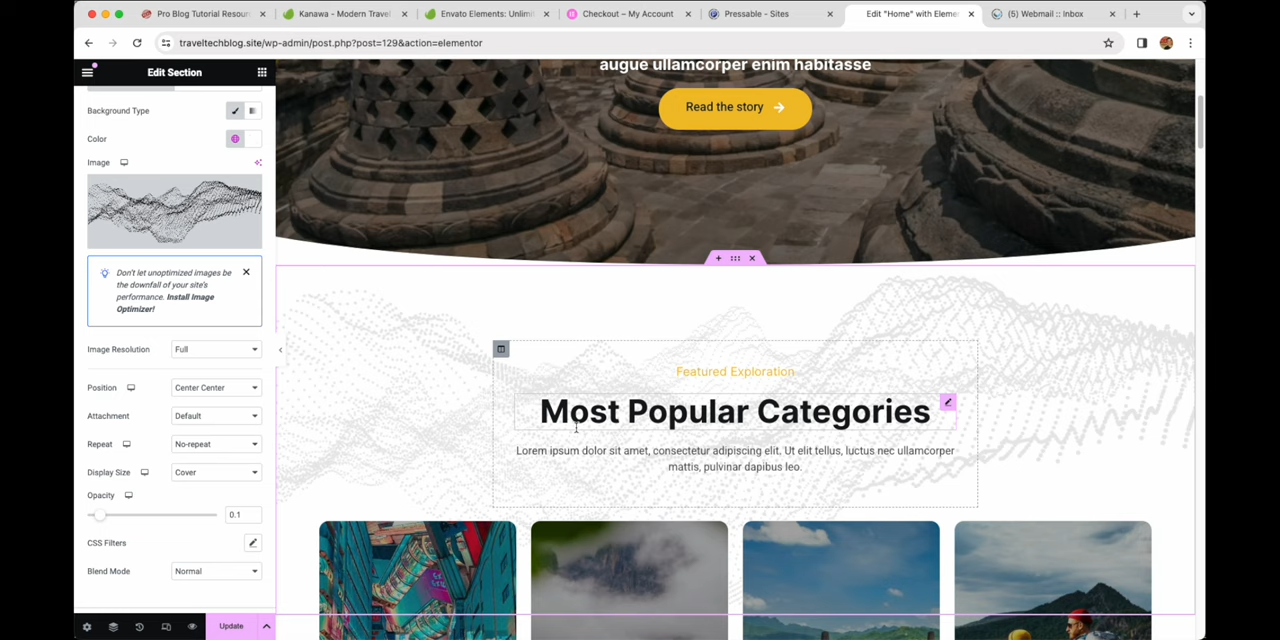 Pro Blog Tutorial Resour
Kanawa - Modern Travel
Envato Elements: Unlimi
Checkout – My Account
Pressable - Sites
Edit "Home" with Eleme
(5) Webmail :: Inbox
traveltechblog.site/wp-admin/post.php?post=129&action=elementor
Edit Section
Background Type
Color
Image
Don't let unoptimized images be
the downfall of your site's
performance. Install Image
Optimizer!
Image Resolution
Full
Position
Center Center
Attachment
Default
Repeat
No-repeat
Display Size
Cover
Opacity
0.1
CSS Filters
Blend Mode
Normal
Update
augue ullamcorper enim habitasse
Read the story
Featured Exploration
Most Popular Categories
Lorem ipsum dolor sit amet, consectetur adipiscing elit. Ut elit tellus, luctus nec ullamcorper
mattis, pulvinar dapibus leo.